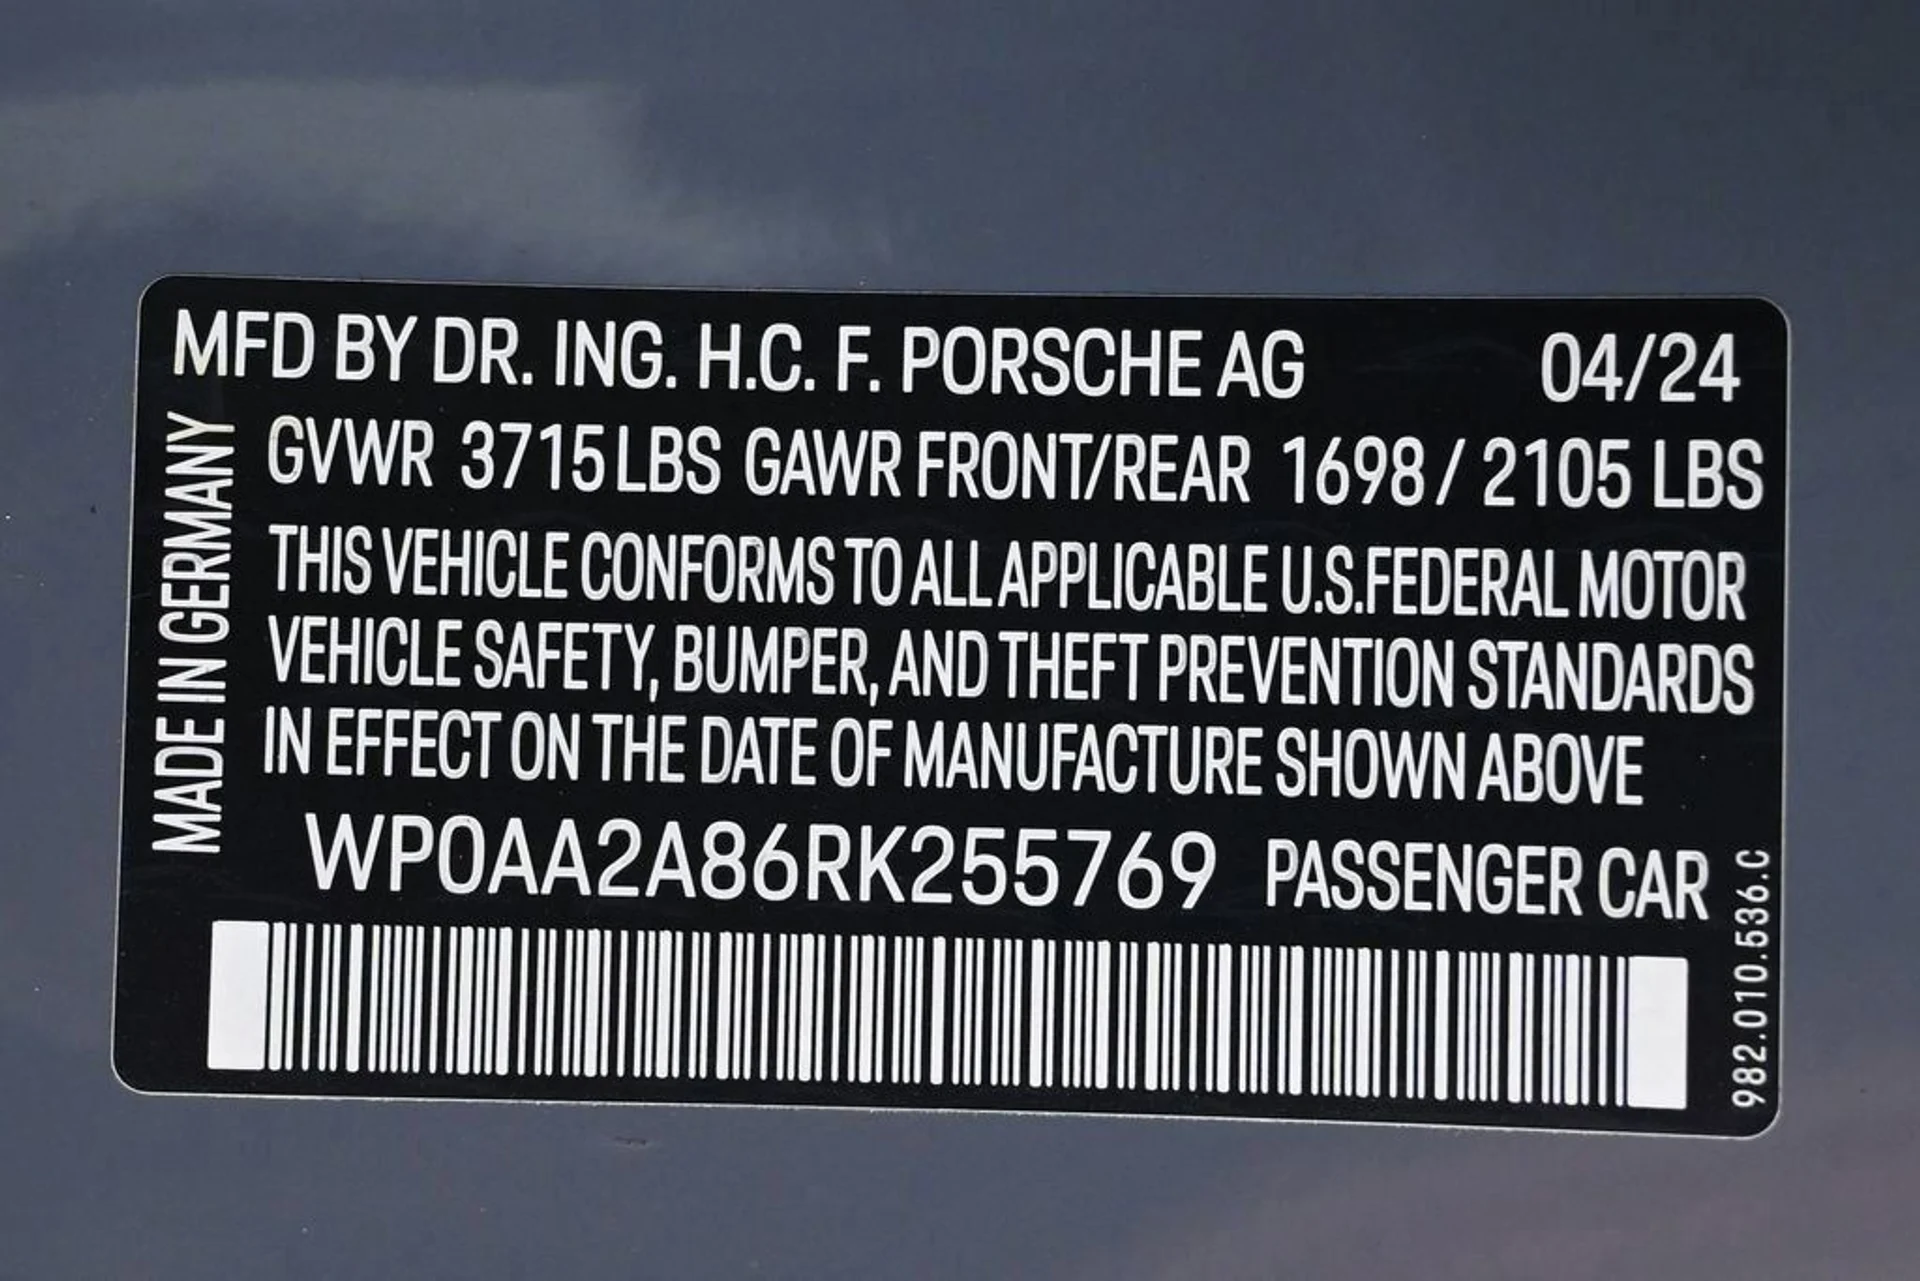 MFD BY DR. ING. H.C. F. PORSCHE AG 04/24
GVWR 3715LBS GAWR FRONT/REAR 1698 / 2105 LBS
THIS VEHICLE CONFORMS TO ALL APPLICABLE U.S.FEDERAL MOTOR
VEHICLE SAFETY, BUMPER, AND THEFT PREVENTION STANDARDS
IN EFFECT ON THE DATE OF MANUFACTURE SHOWN ABOVE
WP0AA2A86RK255769 PASSENGER CAR
MADE IN GERMANY
982.010.536.C